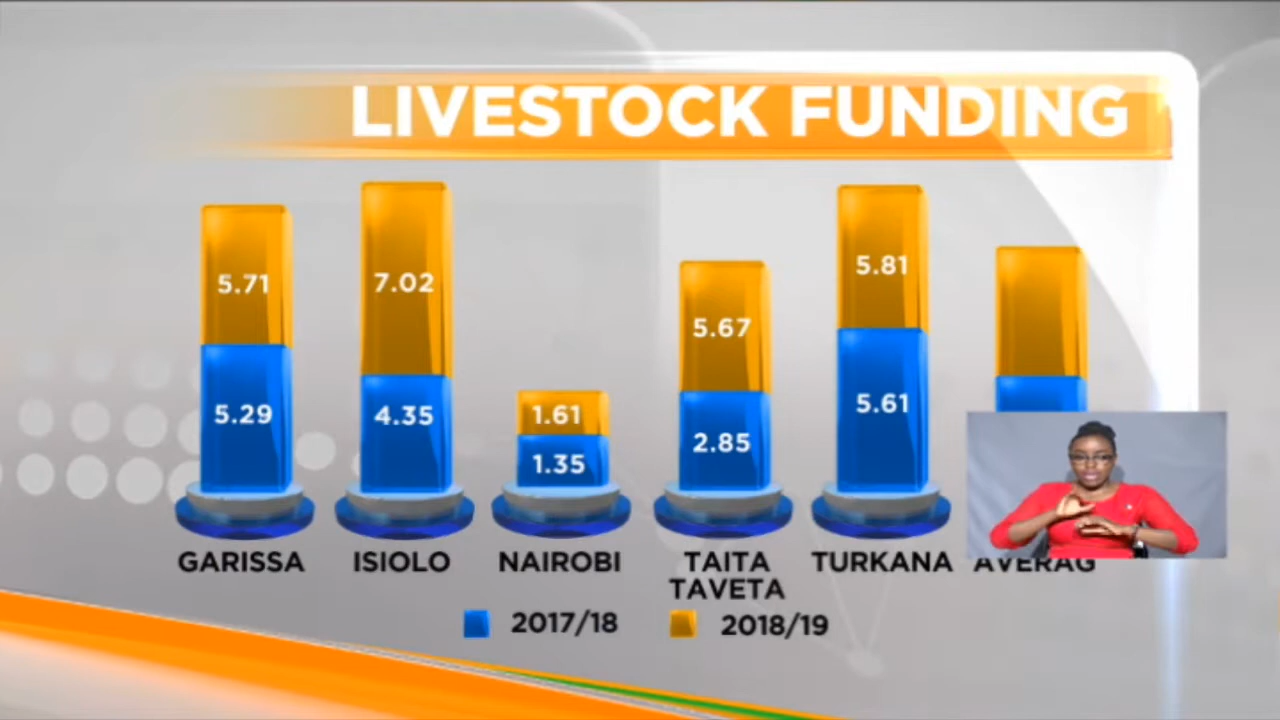 LIVESTOCK FUNDING
5.71 7.02 5.67 5.81
5.29 4.35 1.61 2.85 5.61
1.35
GARISSA ISIOLO NAIROBI TAITA TURKANA AVERAG
TAVETA
2017/18 2018/19